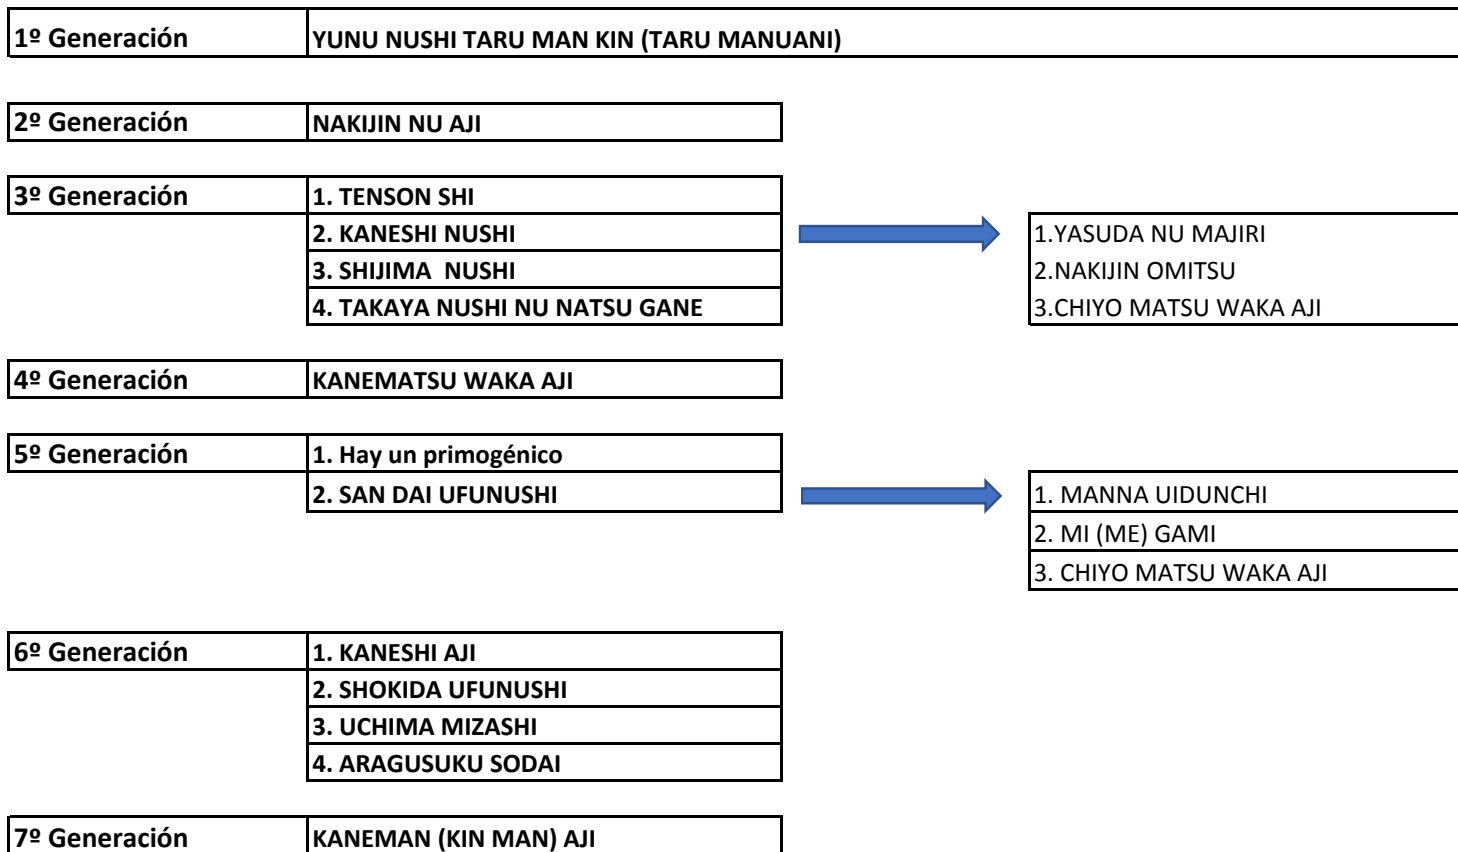 1º Generación YUNU NUSHI TARU MAN KIN (TARU MANUANI)
2º Generación NAKIJIN NU AJI
3º Generación 1. TENSON SHI
2. KANESHI NUSHI 1.YASUDA NU MAJIRI
3. SHIJIMA  NUSHI 2.NAKIJIN OMITSU
4. TAKAYA NUSHI NU NATSU GANE 3.CHIYO MATSU WAKA AJI
4º Generación KANEMATSU WAKA AJI
5º Generación 1. Hay un primogénico
2. SAN DAI UFUNUSHI 1. MANNA UIDUNCHI
2. MI (ME) GAMI
3. CHIYO MATSU WAKA AJI
6º Generación 1. KANESHI AJI
2. SHOKIDA UFUNUSHI
3. UCHIMA MIZASHI
4. ARAGUSUKU SODAI
7º Generación KANEMAN (KIN MAN) AJI